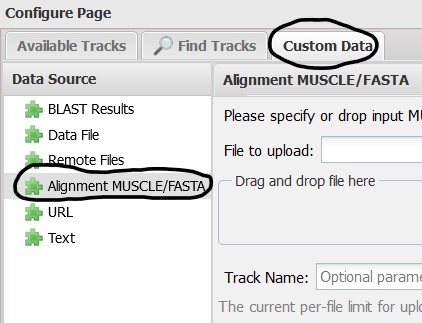 Configure Page
Available Tracks Find Tracks Custom Data
Data Source
BLAST Results
Data File
Remote Files
Alignment MUSCLE/FASTA
URL
Text
Alignment MUSCLE/FASTA
Please specify or drop input MU
File to upload:
Drag and drop file here
Track Name: Optional parame
The current per-file limit for uplo